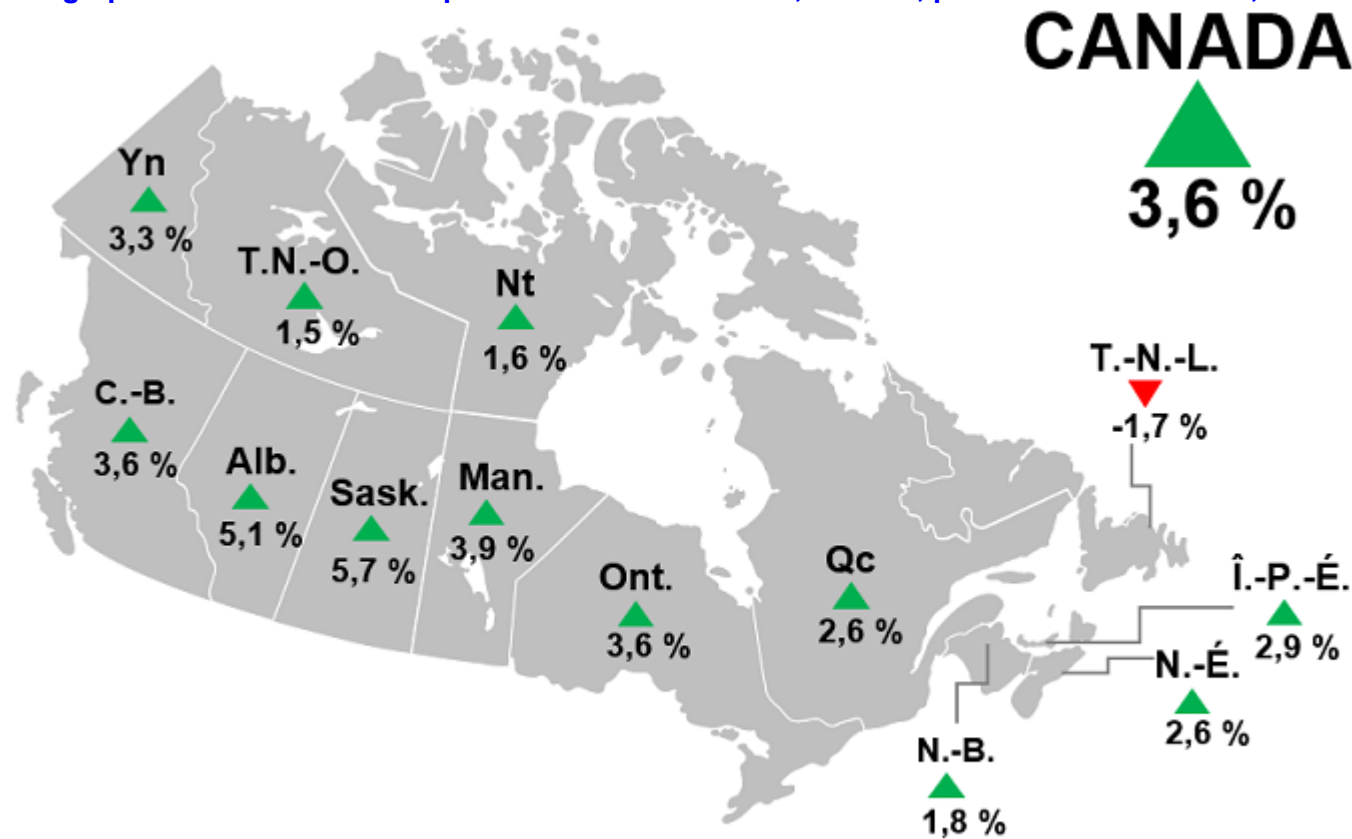 CANADA
3,6 %
Yn
3,3 %
T.N.-O.
1,5 %
Nt
1,6 %
C.-B.
3,6 %
Alb.
5,1 %
Sask.
5,7 %
Man.
3,9 %
Ont.
3,6 %
Qc
2,6 %
T.-N.-L.
-1,7 %
Î.-P.-É.
2,9 %
N.-É.
2,6 %
N.-B.
1,8 %